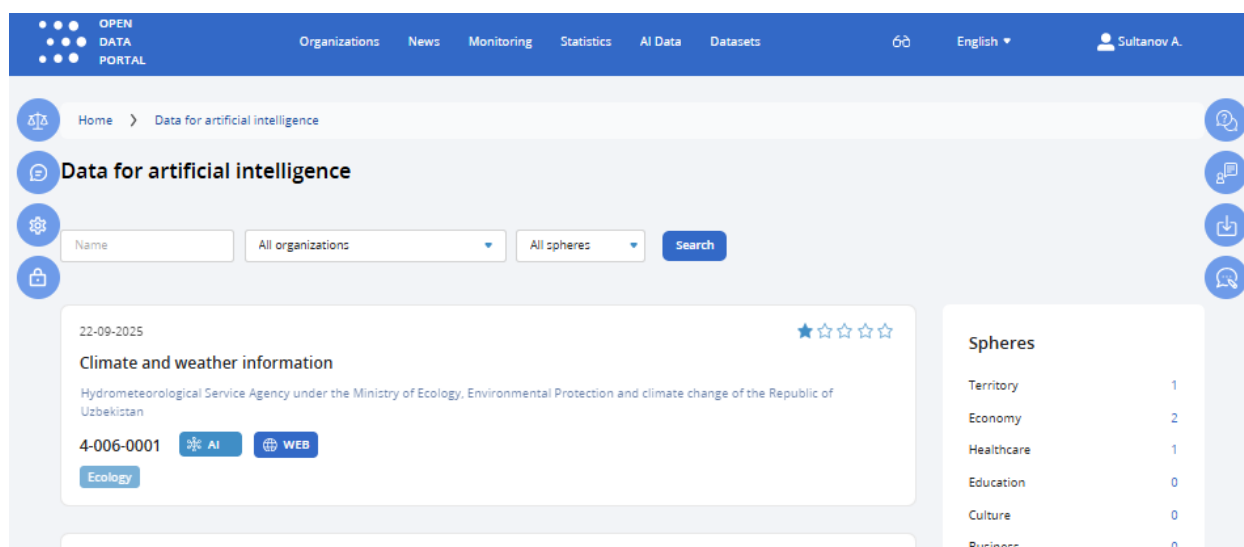 OPEN
DATA
PORTAL
Organizations News Monitoring Statistics AI Data Datasets English Sultanov A.
Home > Data for artificial intelligence
Data for artificial intelligence
Name All organizations All spheres Search
22-09-2025
Climate and weather information
Hydrometeorological Service Agency under the Ministry of Ecology, Environmental Protection and climate change of the Republic of
Uzbekistan
4-006-0001 AI WEB
Ecology
Spheres
Territory 1
Economy 2
Healthcare 1
Education 0
Culture 0
Business 0